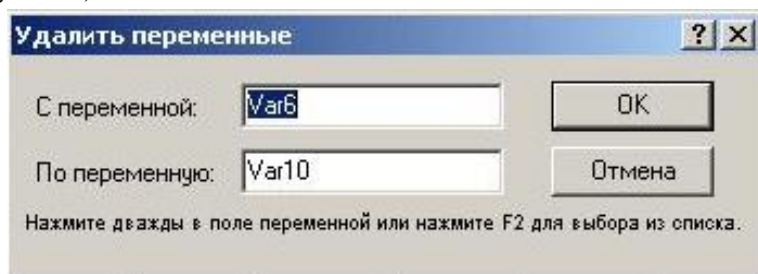 Удалить переменные ? ×
С переменной: Var6 OK
По переменную: Var10 Отмена
Нажмите дважды в поле переменной или нажмите F2 для выбора из списка.